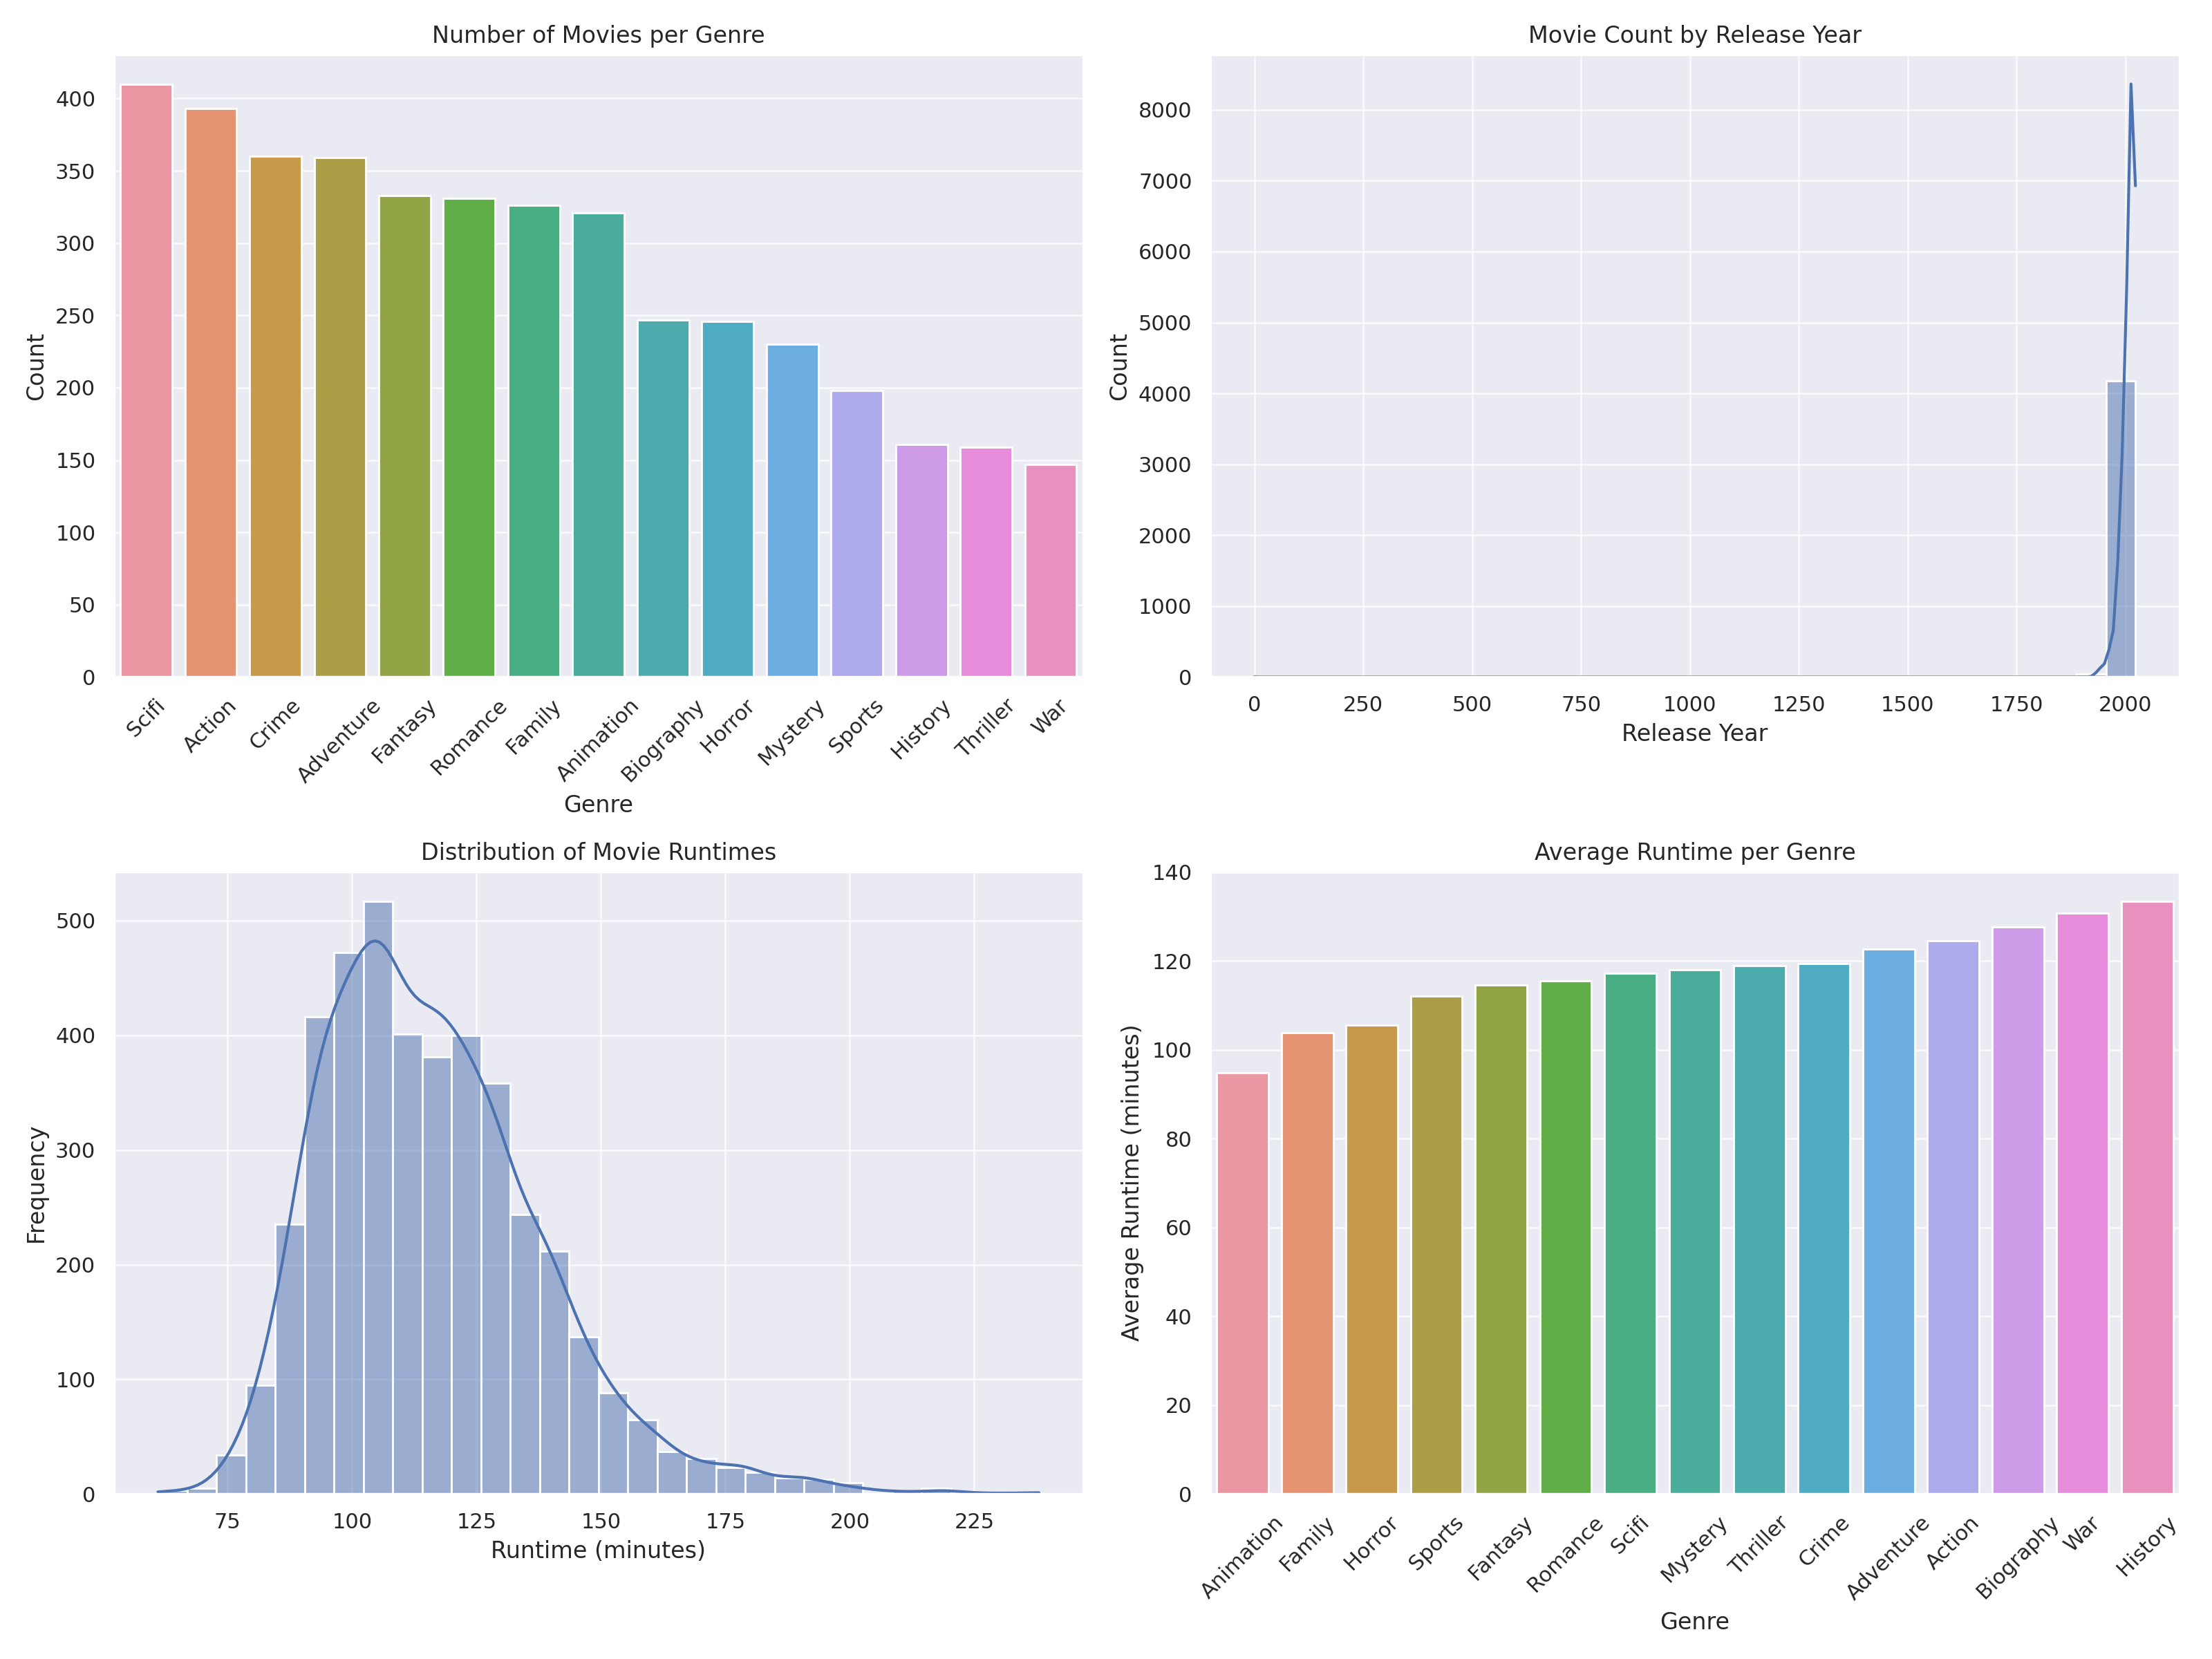 Number of Movies per Genre
400
350
300
250
200
150
100
50
0
Count
Scifi
Action
Crime
Adventure
Fantasy
Romance
Family
Animation
Biography
Horror
Mystery
Sports
History
Thriller
War
Genre
Movie Count by Release Year
8000
7000
6000
5000
4000
3000
2000
1000
0
Count
0
250
500
750
1000
1250
1500
1750
2000
Release Year
Distribution of Movie Runtimes
500
400
300
200
100
0
Frequency
75
100
125
150
175
200
225
Runtime (minutes)
Average Runtime per Genre
140
120
100
80
60
40
20
0
Average Runtime (minutes)
Animation
Family
Horror
Sports
Fantasy
Romance
Scifi
Mystery
Thriller
Crime
Adventure
Action
Biography
War
History
Genre